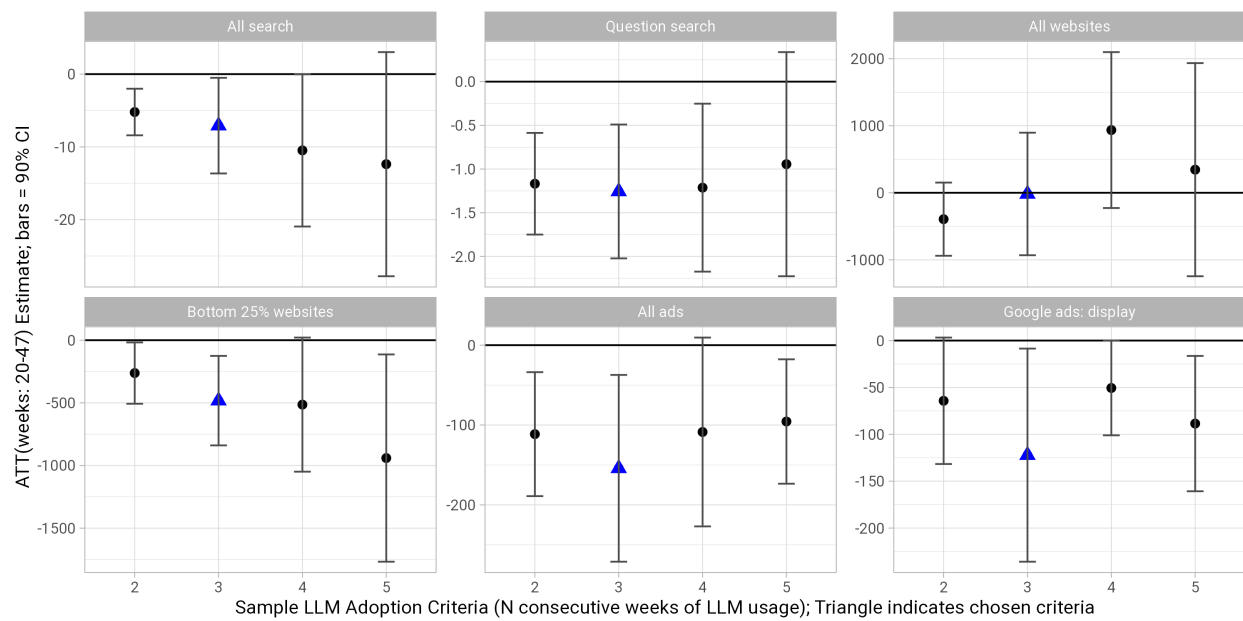 All search
Question search
All websites
0
-10
-20
0.0
-0.5
-1.0
-1.5
-2.0
2000
1000
0
-1000
ATT(weeks: 20-47) Estimate; bars = 90% CI
Bottom 25% websites
All ads
Google ads: display
0
-500
-1000
-1500
0
-100
-200
0
-50
-100
-150
-200
2 3 4 5
2 3 4 5
2 3 4 5
Sample LLM Adoption Criteria (N consecutive weeks of LLM usage); Triangle indicates chosen criteria